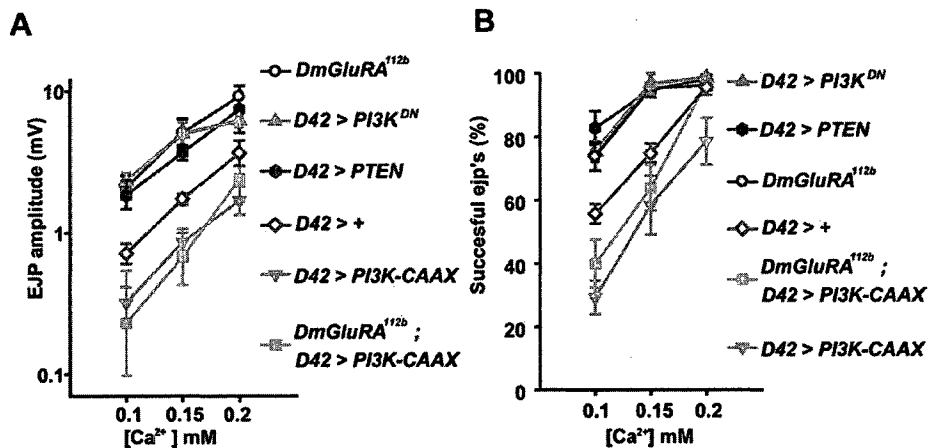 A
EJP amplitude (mV)
10
1
0.1
0.1 0.15 0.2
[Ca²⁺ ] mM
DmGluRA¹¹²ᵇ
D42 > PI3Kᴰᴺ
D42 > PTEN
D42 > +
D42 > PI3K-CAAX
DmGluRA¹¹²ᵇ ;
D42 > PI3K-CAAX
B
Succesful ejp's (%)
100
80
60
40
20
0
0.1 0.15 0.2
[Ca²⁺] mM
D42 > PI3Kᴰᴺ
D42 > PTEN
DmGluRA¹¹²ᵇ
D42 > +
DmGluRA¹¹²ᵇ ;
D42 > PI3K-CAAX
D42 > PI3K-CAAX